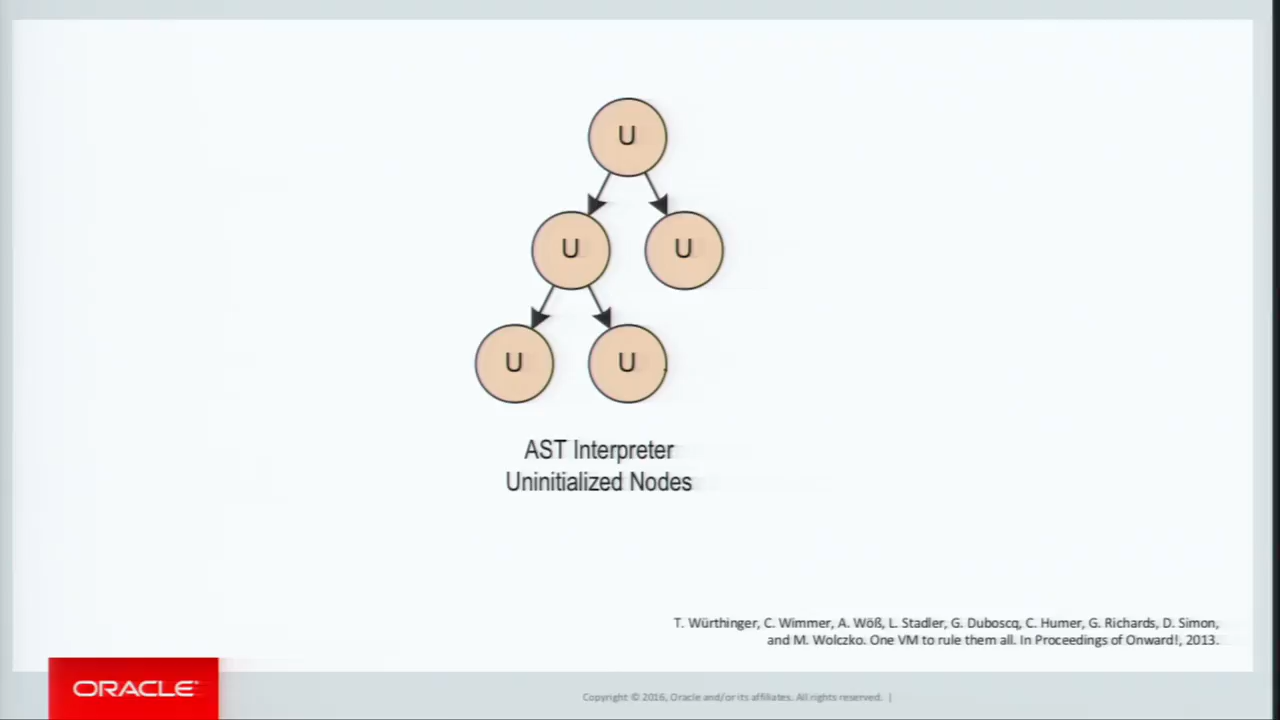 U
U
U
U
U
AST Interpreter
Uninitialized Nodes
T. Würthinger, C. Wimmer, A. Wöß, L. Stadler, G. Duboscq, C. Humer, G. Richards, D. Simon,
and M. Wolczko. One VM to rule them all. In Proceedings of Onward!, 2013.
ORACLE®
Copyright © 2016, Oracle and/or its affiliates. All rights reserved. |